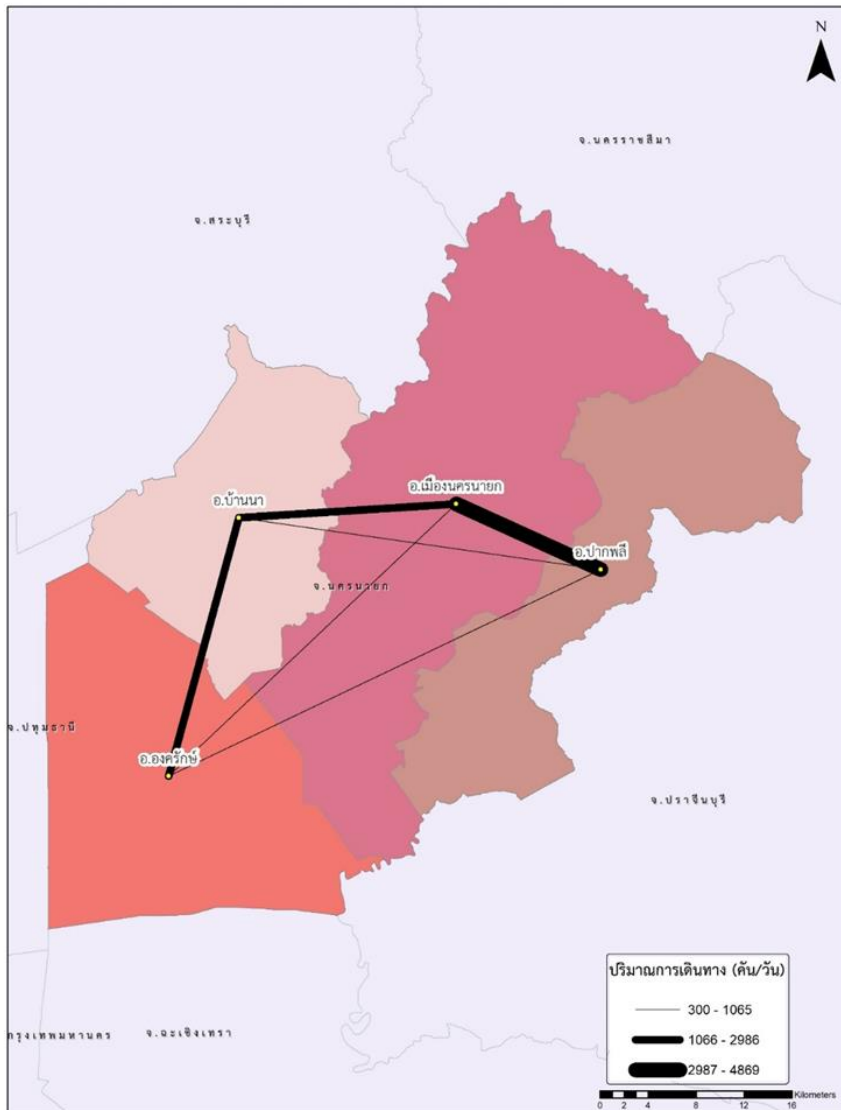 N
จ.นครราชสีมา
จ.สระบุรี
อ.เมืองนครนายก
อ.บ้านนา
อ.ปากพลี
จ.นครนายก
จ.ปทุมธานี
อ.องครักษ์
จ.ปราจีนบุรี
กรุงเทพมหานคร
จ.ฉะเชิงเทรา
ปริมาณการเดินทาง (คัน/วัน)
300 - 1065
1066 - 2986
2987 - 4869
Kilometers
0 1 2 4 8 12 16